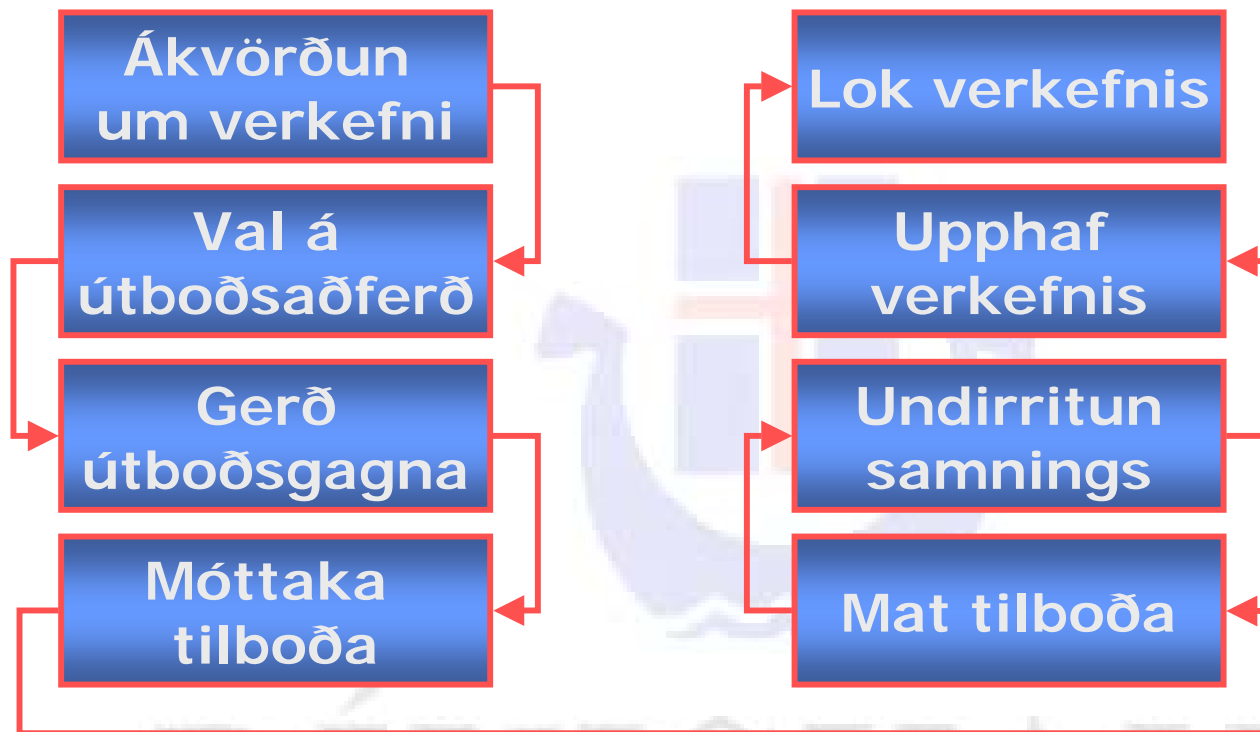 Ákvörðun
um verkefni
Val á
útboðsaðferð
Gerð
útboðsgagna
Móttaka
tilboða
Lok verkefnis
Upphaf
verkefnis
Undirritun
samnings
Mat tilboða